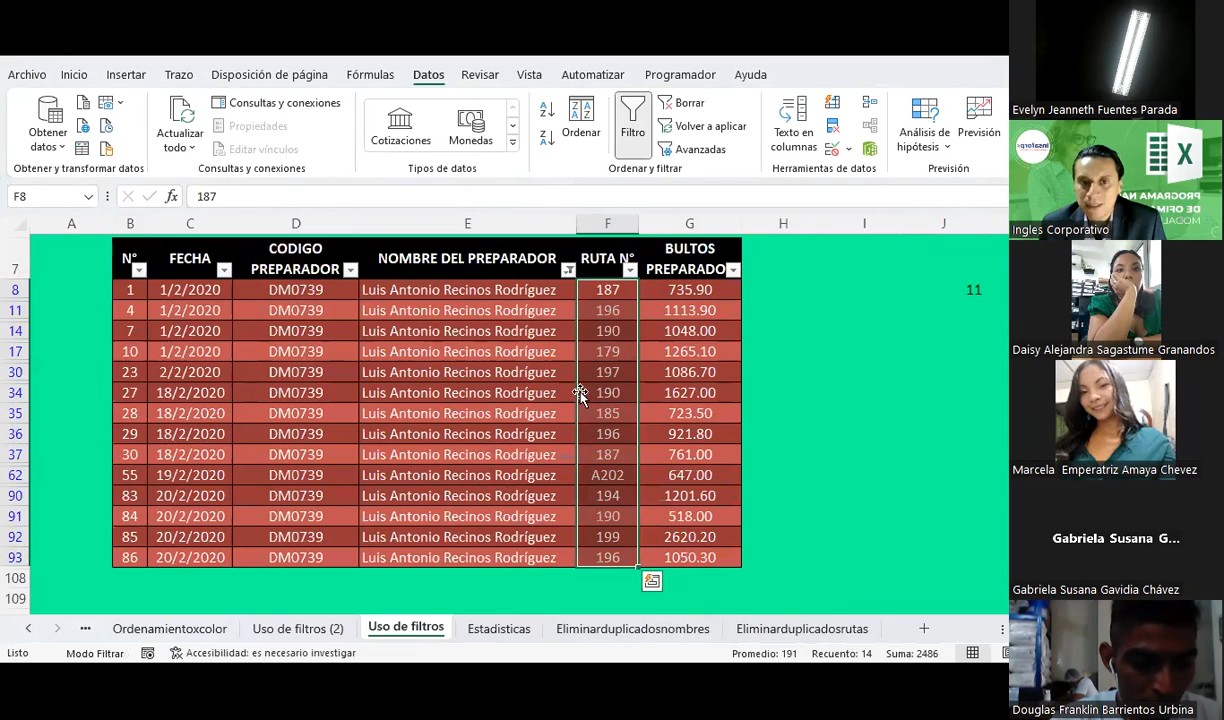 Archivo Inicio Insertar Trazo Disposición de página Fórmulas Datos Revisar Vista Automatizar Programador Ayuda
Obtener datos
Actualizar todo
Consultas y conexiones
Propiedades
Editar vínculos
Cotizaciones
Monedas
Ordenar
Filtro
Borrar
Volver a aplicar
Avanzadas
Texto en columnas
Análisis de hipótesis
Previsión
Obtener y transformar datos Consultas y conexiones Tipos de datos Ordenar y filtrar Herramientas de datos Previsión
F8 fx 187
A B C D E F G H I J
7 N° FECHA CODIGO PREPARADOR NOMBRE DEL PREPARADOR RUTA N° BULTOS PREPARADO
8 1 1/2/2020 DM0739 Luis Antonio Recinos Rodríguez 187 735.90 11
11 4 1/2/2020 DM0739 Luis Antonio Recinos Rodríguez 196 1113.90
14 7 1/2/2020 DM0739 Luis Antonio Recinos Rodríguez 190 1048.00
17 10 1/2/2020 DM0739 Luis Antonio Recinos Rodríguez 179 1265.10
30 23 2/2/2020 DM0739 Luis Antonio Recinos Rodríguez 197 1086.70
34 27 18/2/2020 DM0739 Luis Antonio Recinos Rodríguez 190 1627.00
35 28 18/2/2020 DM0739 Luis Antonio Recinos Rodríguez 185 723.50
36 29 18/2/2020 DM0739 Luis Antonio Recinos Rodríguez 196 921.80
37 30 18/2/2020 DM0739 Luis Antonio Recinos Rodríguez 187 761.00
62 55 19/2/2020 DM0739 Luis Antonio Recinos Rodríguez A202 647.00
90 83 20/2/2020 DM0739 Luis Antonio Recinos Rodríguez 194 1201.60
91 84 20/2/2020 DM0739 Luis Antonio Recinos Rodríguez 190 518.00
92 85 20/2/2020 DM0739 Luis Antonio Recinos Rodríguez 199 2620.20
93 86 20/2/2020 DM0739 Luis Antonio Recinos Rodríguez 196 1050.30
108
109
Ordenamientoxcolor Uso de filtros (2) Uso de filtros Estadisticas Eliminarduplicadosnombres Eliminarduplicadosrutas
Listo Modo Filtrar Accesibilidad: es necesario investigar Promedio: 191 Recuento: 14 Suma: 2486
Evelyn Jeanneth Fuentes Parada
Insaforp
X
PROGRAMA NA
DE OFIMA
MODAL
Ingles Corporativo
Daisy Alejandra Sagastume Granandos
Marcela Emperatriz Amaya Chevez
Gabriela Susana G...
Gabriela Susana Gavidia Chávez
Douglas Franklin Barrientos Urbina